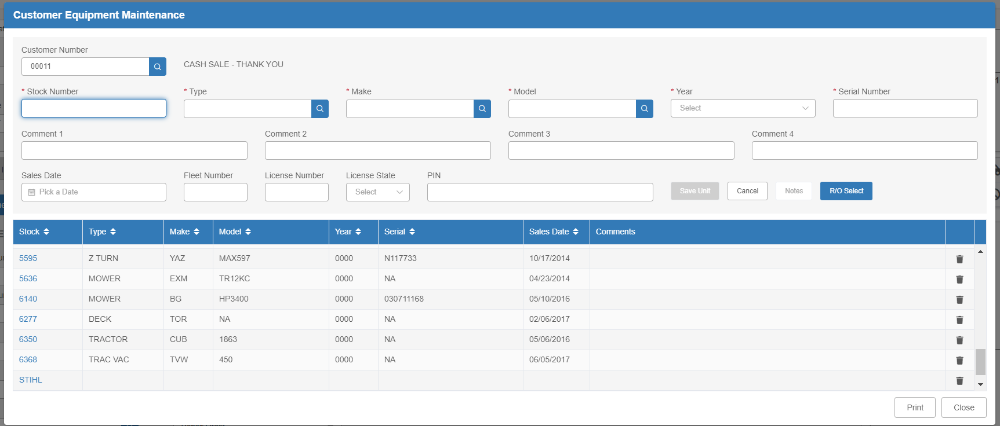 Customer Equipment Maintenance
Customer Number
00011
CASH SALE - THANK YOU
* Stock Number * Type * Make * Model * Year * Serial Number
Select
Comment 1 Comment 2 Comment 3 Comment 4
Sales Date Fleet Number License Number License State PIN
Pick a Date Select Save Unit Cancel Notes R/O Select
Stock Type Make Model Year Serial Sales Date Comments
5595 Z TURN YAZ MAX597 0000 N117733 10/17/2014
5636 MOWER EXM TR12KC 0000 NA 04/23/2014
6140 MOWER BG HP3400 0000 030711168 05/10/2016
6277 DECK TOR NA 0000 NA 02/06/2017
6350 TRACTOR CUB 1863 0000 NA 05/06/2016
6368 TRAC VAC TVW 450 0000 NA 06/05/2017
STIHL
Print Close